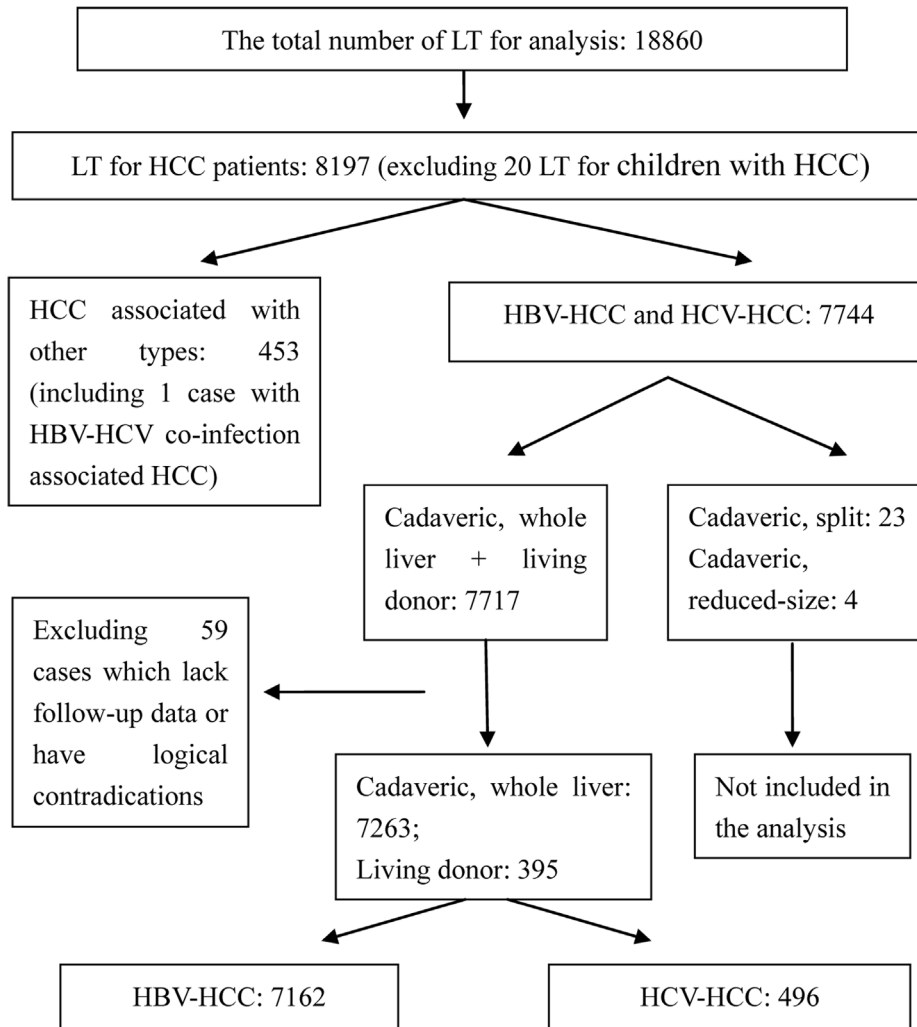 The total number of LT for analysis: 18860
LT for HCC patients: 8197 (excluding 20 LT for children with HCC)
HCC associated with
other types: 453
(including 1 case with
HBV-HCV co-infection
associated HCC)
HBV-HCC and HCV-HCC: 7744
Cadaveric, whole
liver + living
donor: 7717
Cadaveric, split: 23
Cadaveric,
reduced-size: 4
Excluding 59
cases which lack
follow-up data or
have logical
contradications
Cadaveric, whole liver:
7263;
Living donor: 395
Not included in
the analysis
HBV-HCC: 7162
HCV-HCC: 496